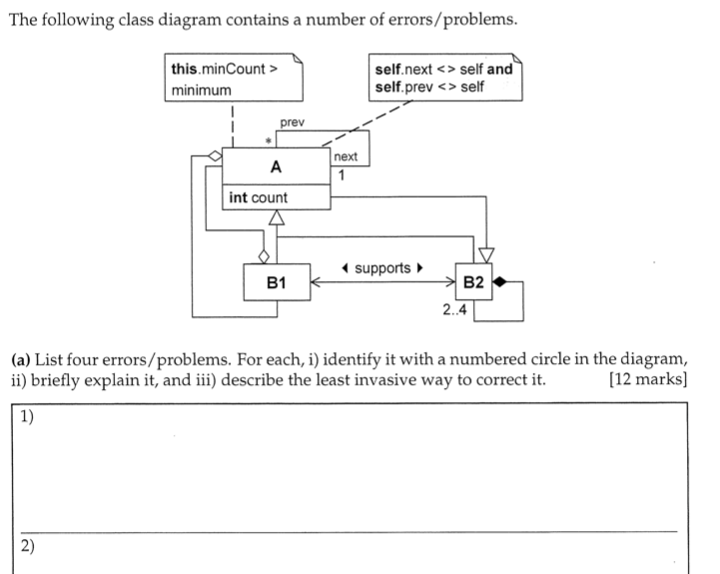 The following class diagram contains a number of errors/problems.
this.minCount >
minimum
self.next <> self and
self.prev <> self
prev
*
next
1
A
int count
◄ supports ►
B1
B2
2..4
(a) List four errors/problems. For each, i) identify it with a numbered circle in the diagram,
ii) briefly explain it, and iii) describe the least invasive way to correct it. [12 marks]
1)
2)